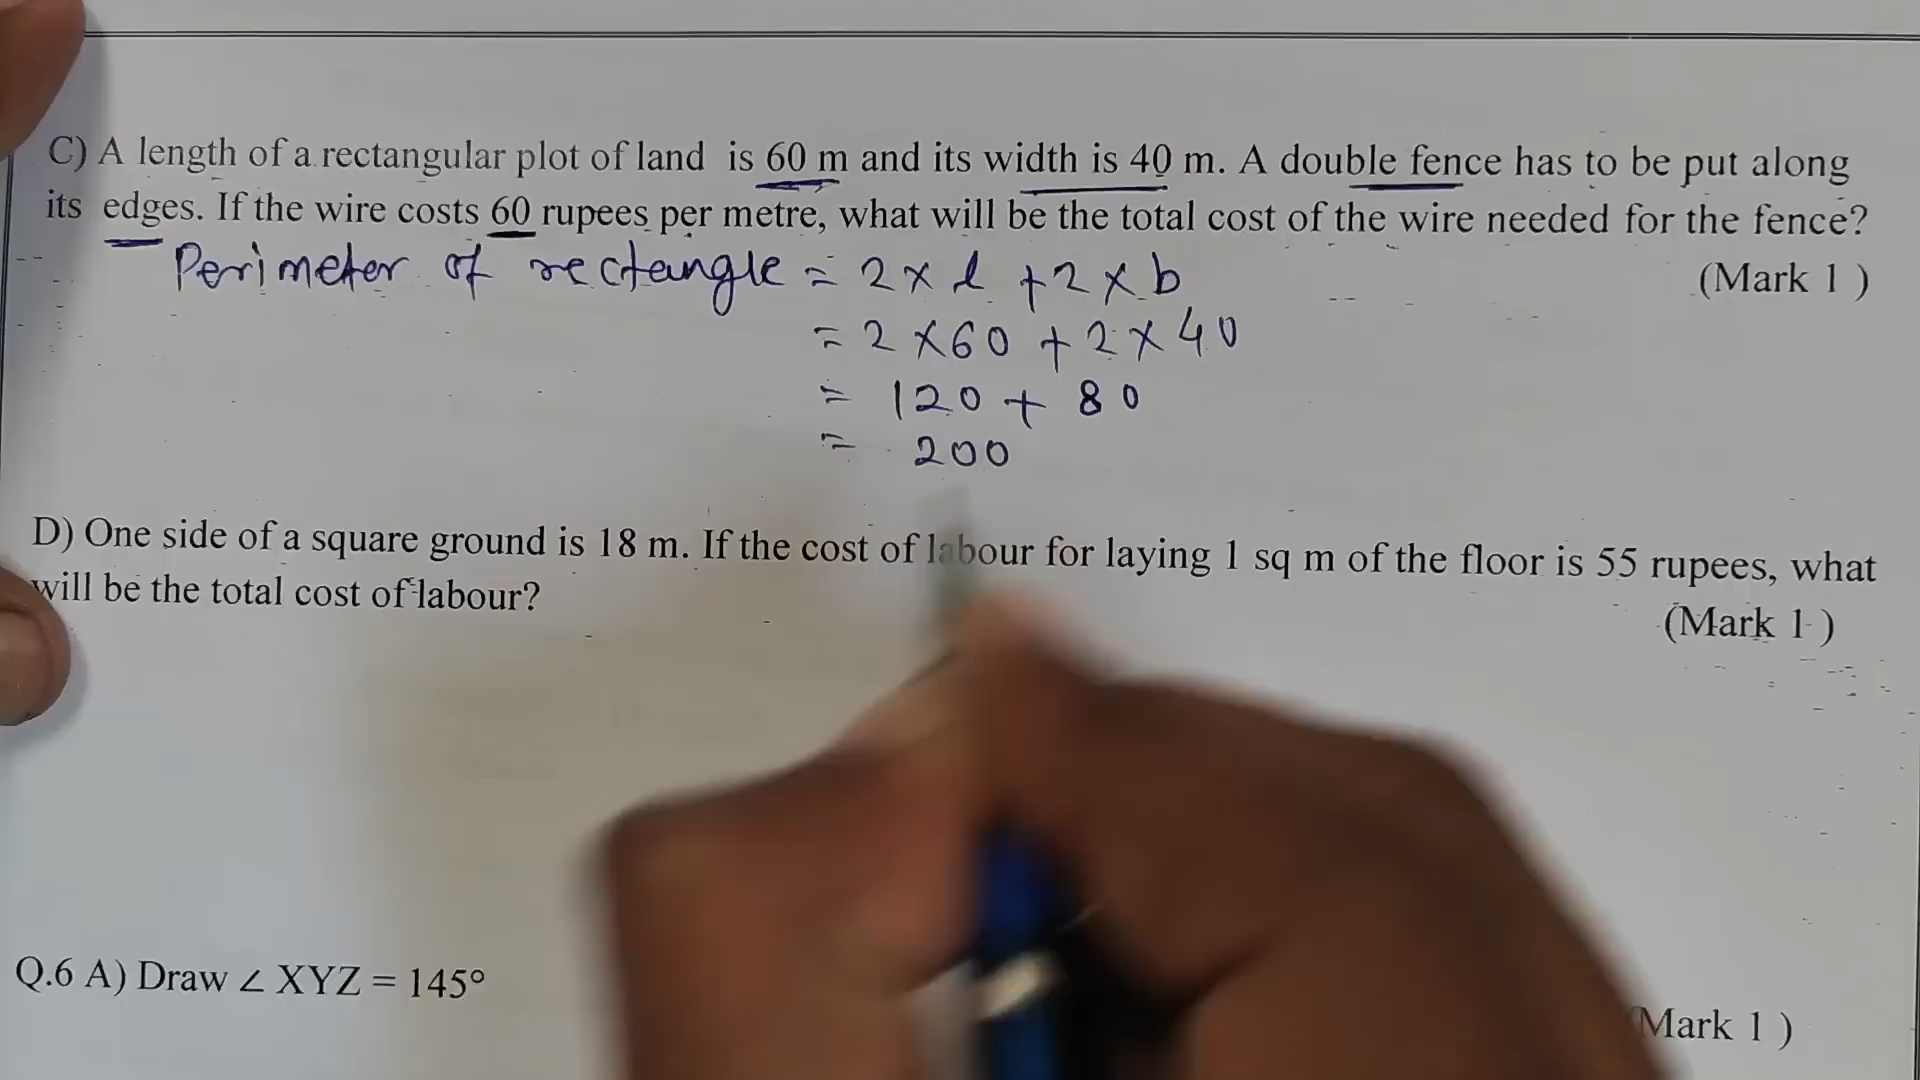 C) A length of a rectangular plot of land is 60 m and its width is 40 m. A double fence has to be put along
its edges. If the wire costs 60 rupees per metre, what will be the total cost of the wire needed for the fence?
Perimeter of rectangle = 2 × l + 2 × b
(Mark 1 )
= 2 × 60 + 2 × 40
= 120 + 80
= 200
D) One side of a square ground is 18 m. If the cost of labour for laying 1 sq m of the floor is 55 rupees, what
will be the total cost of labour?
(Mark 1 )
Q.6 A) Draw ∠ XYZ = 145°
(Mark 1 )